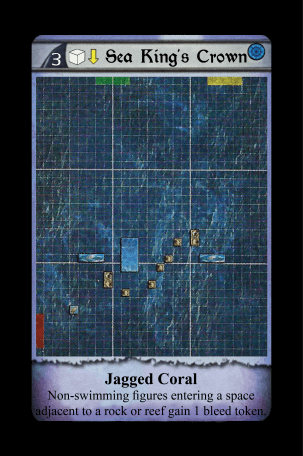 3 Sea King's Crown
Jagged Coral
Non-swimming figures entering a space
adjacent to a rock or reef gain 1 bleed token.